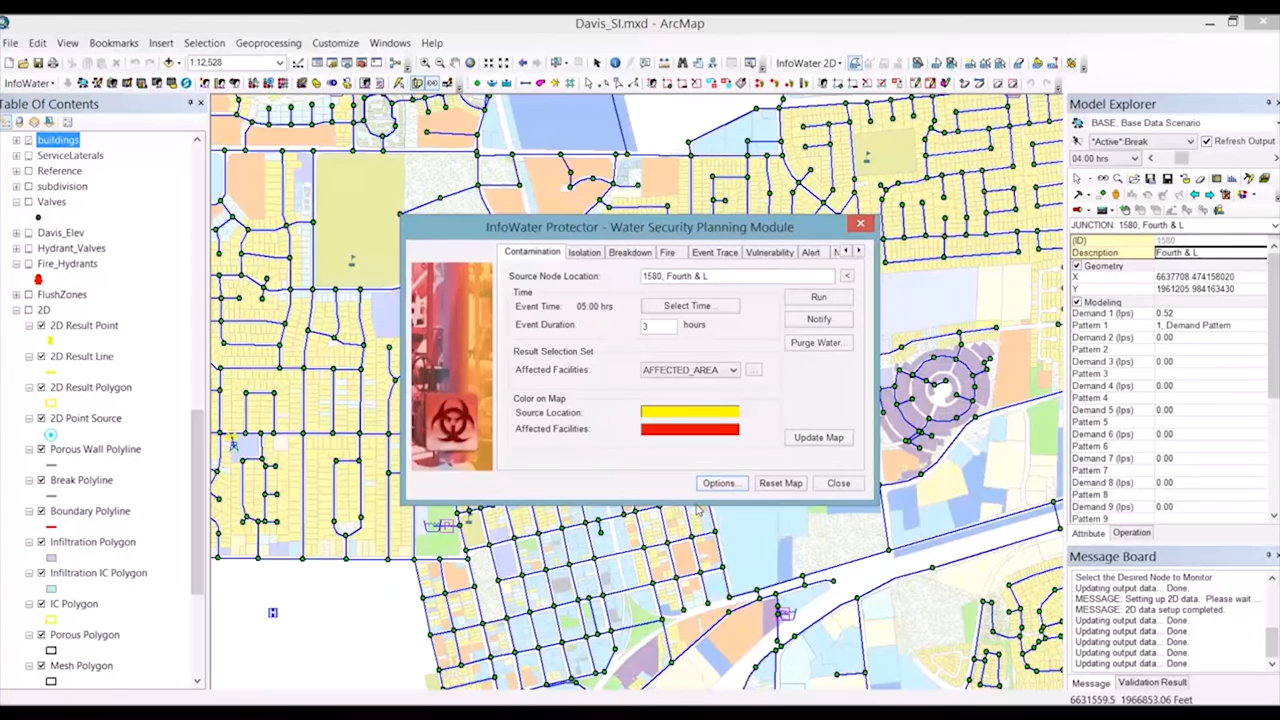 Davis_SI.mxd - ArcMap
File Edit View Bookmarks Insert Selection Geoprocessing Customize Windows Help
1:12,528
InfoWater 2D
InfoWater
Table Of Contents
buildings
ServiceLaterals
Reference
subdivision
Valves
Davis_Elev
Hydrant_Valves
Fire_Hydrants
FlushZones
2D
2D Result Point
2D Result Line
2D Result Polygon
2D Point Source
Porous Wall Polyline
Break Polyline
Boundary Polyline
Infiltration Polygon
Infiltration IC Polygon
IC Polygon
Porous Polygon
Mesh Polygon
InfoWater Protector - Water Security Planning Module
Contamination Isolation Breakdown Fire Event Trace Vulnerability Alert
Source Node Location: 1580, Fourth & L <
Time
Event Time: 05:00 hrs Select Time...
Event Duration: 3 hours
Run
Notify
Purge Water...
Result Selection Set
Affected Facilities: AFFECTED_AREA ...
Color on Map
Source Location:
Affected Facilities:
Update Map
Options... Reset Map Close
H
Model Explorer
BASE, Base Data Scenario
*Active*:Break Refresh Output
04:00 hrs
JUNCTION: 1580, Fourth & L
(ID) 1580
Description Fourth & L
Geometry
X 6637708.474158020
Y 1961205.984163430
Modeling
Demand 1 (lps) 0.52
Pattern 1 1, Demand Pattern
Demand 2 (lps) 0.00
Pattern 2
Demand 3 (lps) 0.00
Pattern 3
Demand 4 (lps) 0.00
Pattern 4
Demand 5 (lps) 0.00
Pattern 5
Demand 6 (lps) 0.00
Pattern 6
Demand 7 (lps) 0.00
Pattern 7
Demand 8 (lps) 0.00
Pattern 8
Demand 9 (lps) 0.00
Pattern 9
Attribute Operation
Message Board
Select the Desired Node to Monitor
Updating output data... Done.
MESSAGE: Setting up 2D data. Please wait ...
MESSAGE: 2D data setup completed.
Updating output data... Done.
Updating output data... Done.
Updating output data... Done.
Updating output data... Done.
Updating output data... Done.
Message Validation Result
6631559.5 1966853.06 Feet